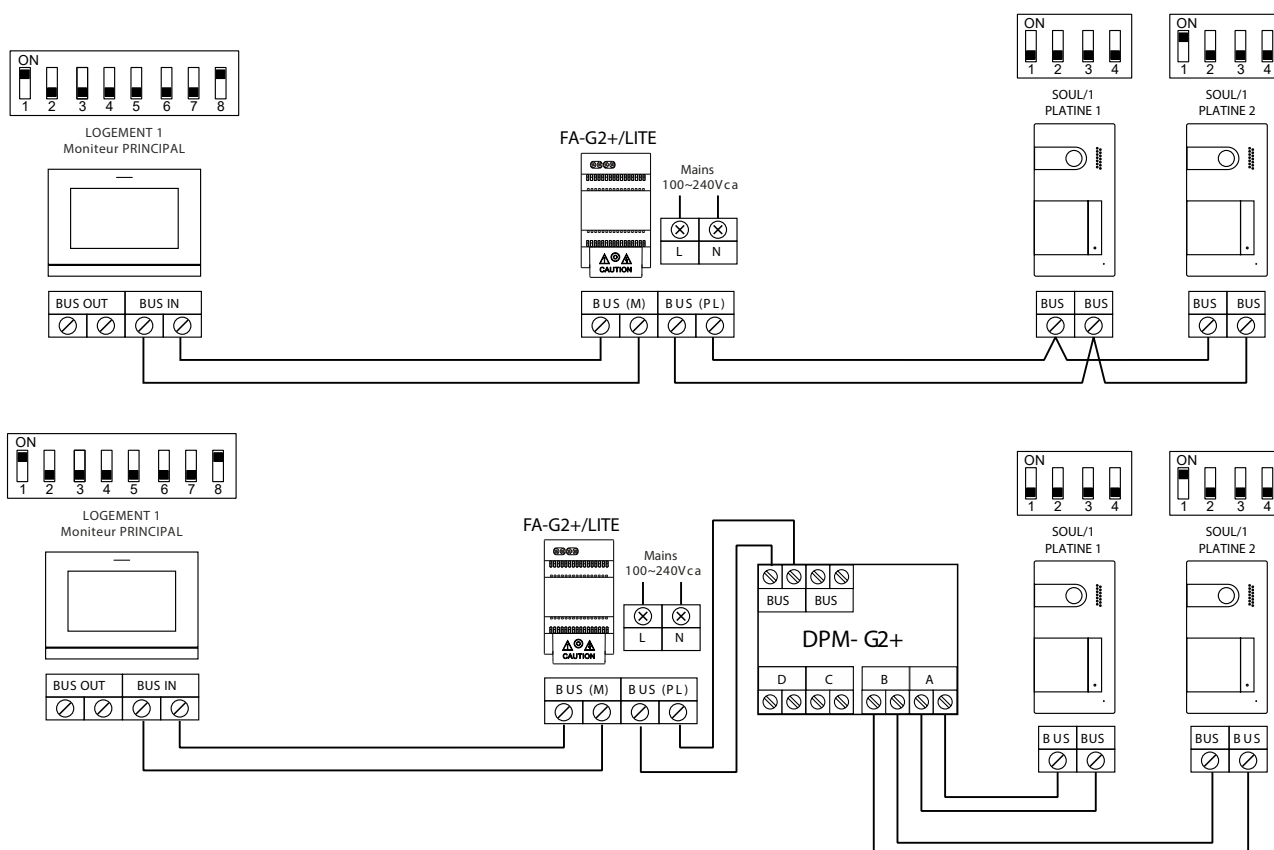 ON
1 2 3 4 5 6 7 8
LOGEMENT 1
Moniteur PRINCIPAL
BUS OUT BUS IN
FA-G2+/LITE
Mains
100~240Vca
L N
CAUTION
BUS (M) BUS (PL)
ON
1 2 3 4
SOUL/1
PLATINE 1
BUS BUS
ON
1 2 3 4
SOUL/1
PLATINE 2
BUS BUS
ON
1 2 3 4 5 6 7 8
LOGEMENT 1
Moniteur PRINCIPAL
BUS OUT BUS IN
FA-G2+/LITE
Mains
100~240Vca
L N
CAUTION
BUS (M) BUS (PL)
BUS BUS
DPM- G2+
D C B A
ON
1 2 3 4
SOUL/1
PLATINE 1
BUS BUS
ON
1 2 3 4
SOUL/1
PLATINE 2
BUS BUS